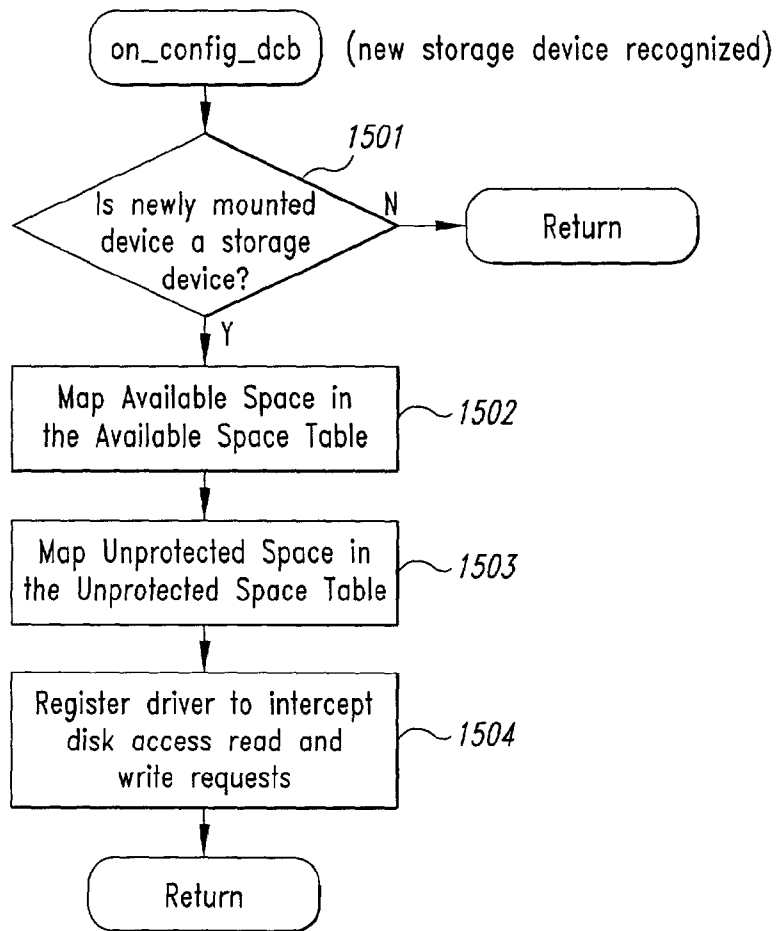 on_config_dcb (new storage device recognized)
1501
Is newly mounted
device a storage
device?
N
Return
Y
Map Available Space in
the Available Space Table
1502
Map Unprotected Space in
the Unprotected Space Table
1503
Register driver to intercept
disk access read and
write requests
1504
Return